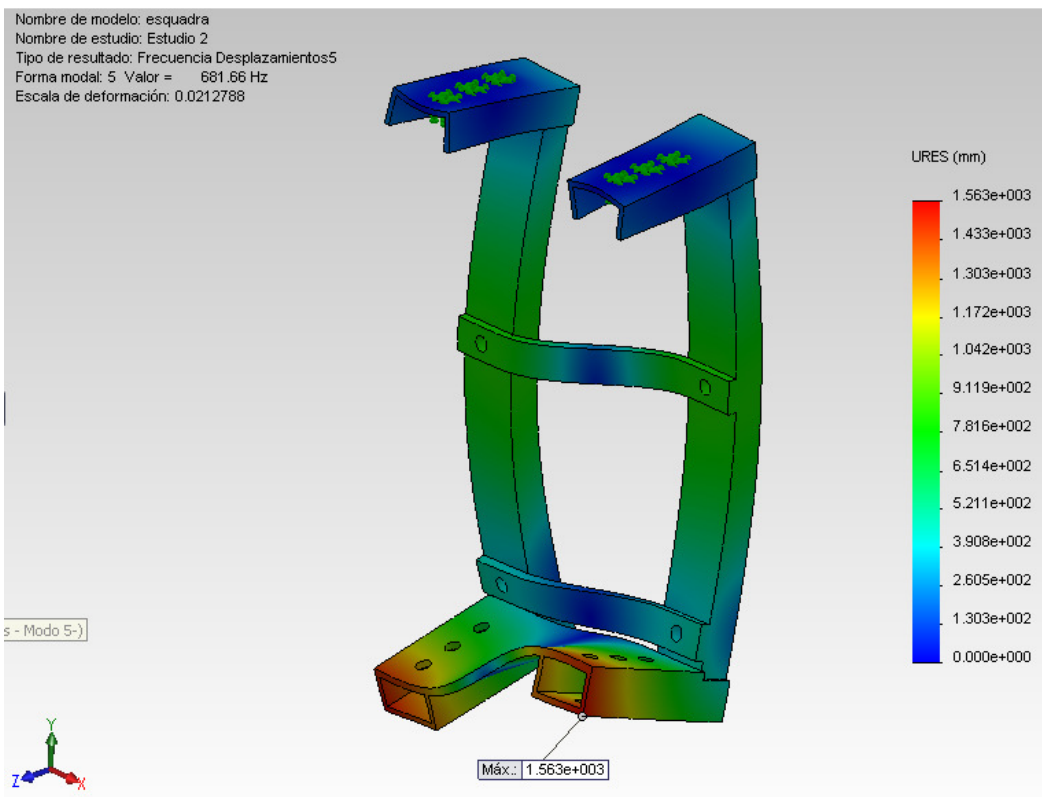 Nombre de modelo: esquadra
Nombre de estudio: Estudio 2
Tipo de resultado: Frecuencia Desplazamientos5
Forma modal: 5 Valor = 681.66 Hz
Escala de deformación: 0.0212788
URES (mm)
1.563e+003
1.433e+003
1.303e+003
1.172e+003
1.042e+003
9.119e+002
7.816e+002
6.514e+002
5.211e+002
3.908e+002
2.605e+002
1.303e+002
0.000e+000
s - Modo 5-)
Máx.: 1.563e+003
Y
Z
X